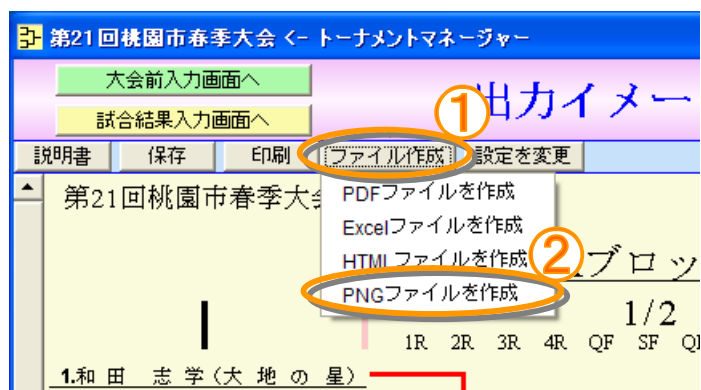 第21回桃園市春季大会 <- トーナメントマネージャー
大会前入力画面へ
試合結果入力画面へ
出力イメー
①
説明書 保存 印刷 ファイル作成 設定を変更
第21回桃園市春季大会
PDFファイルを作成
Excelファイルを作成
HTMLファイルを作成
②
ブロッ
PNGファイルを作成
1/2
1R 2R 3R 4R QF SF
1.和田 志学(大地の星)